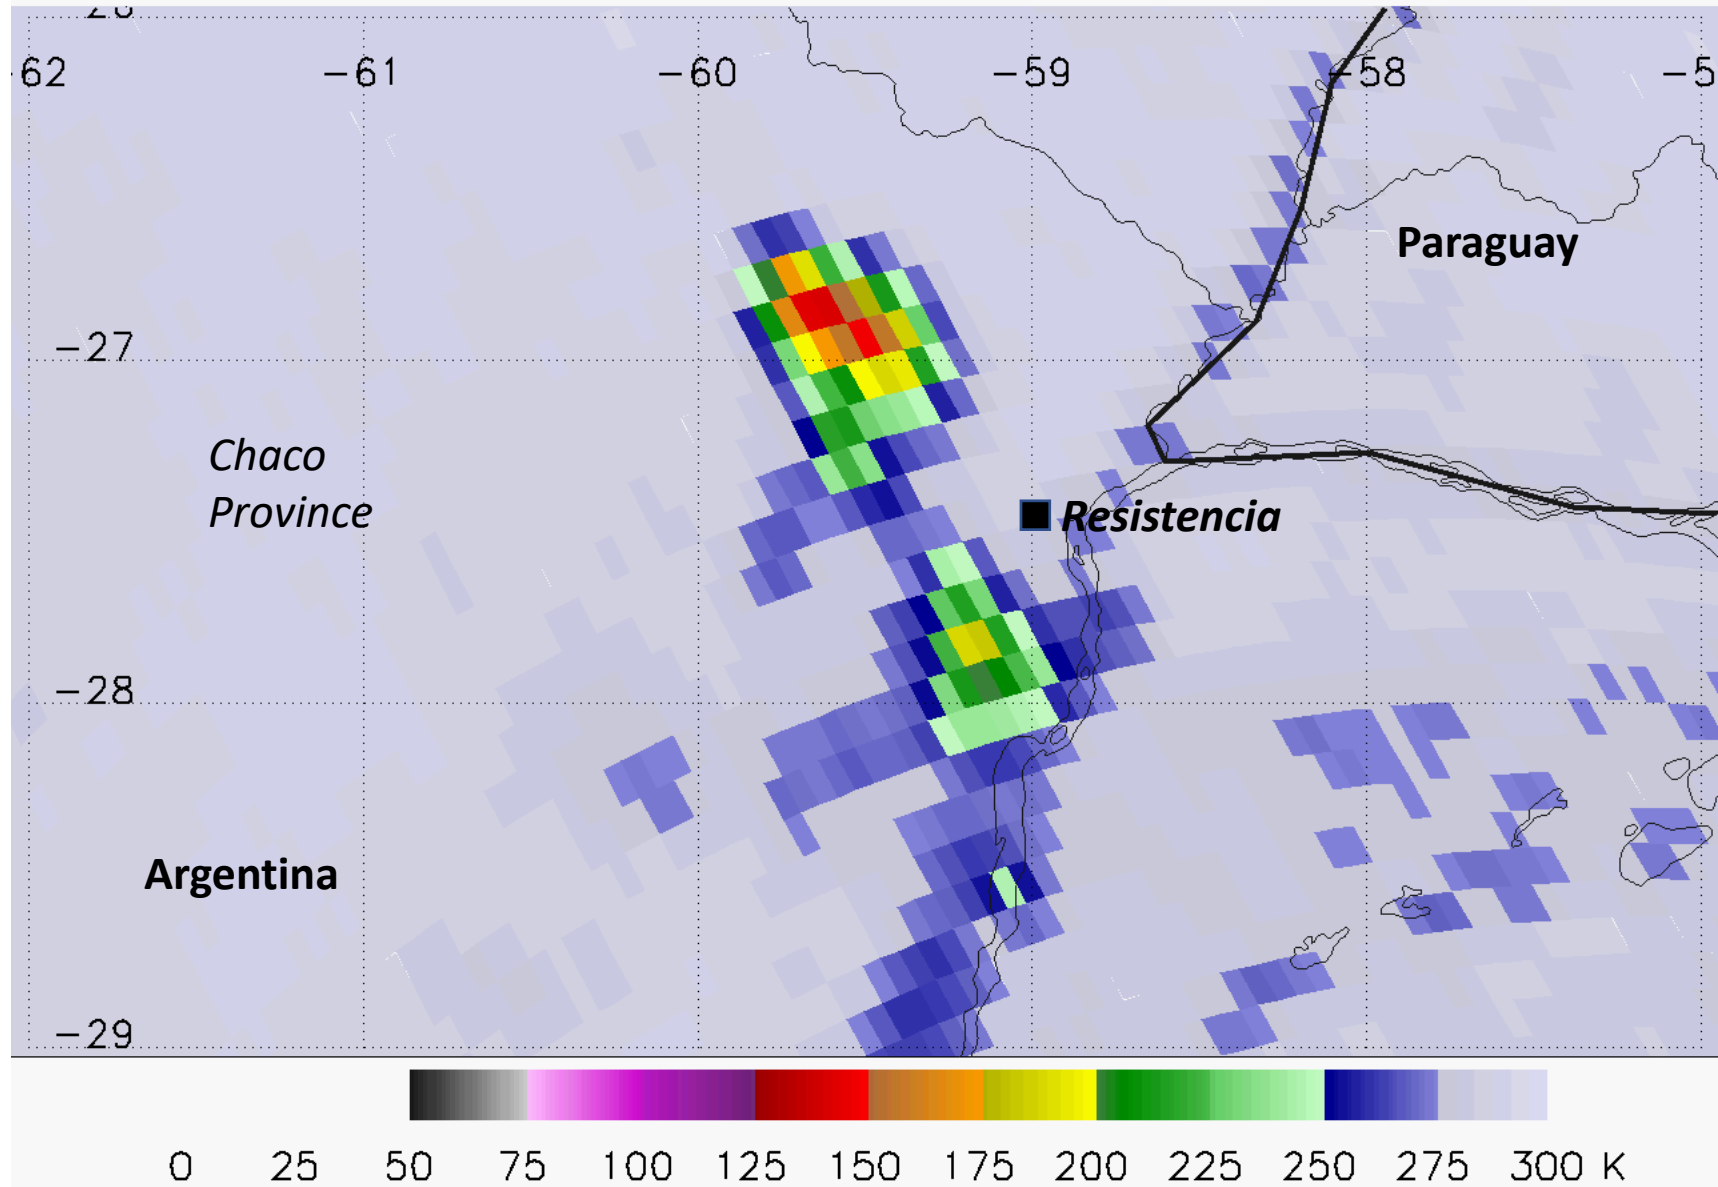 -62 -61 -60 -59 -58
Paraguay
-27
Chaco
Province
Resistencia
-28
Argentina
-29
0 25 50 75 100 125 150 175 200 225 250 275 300 K